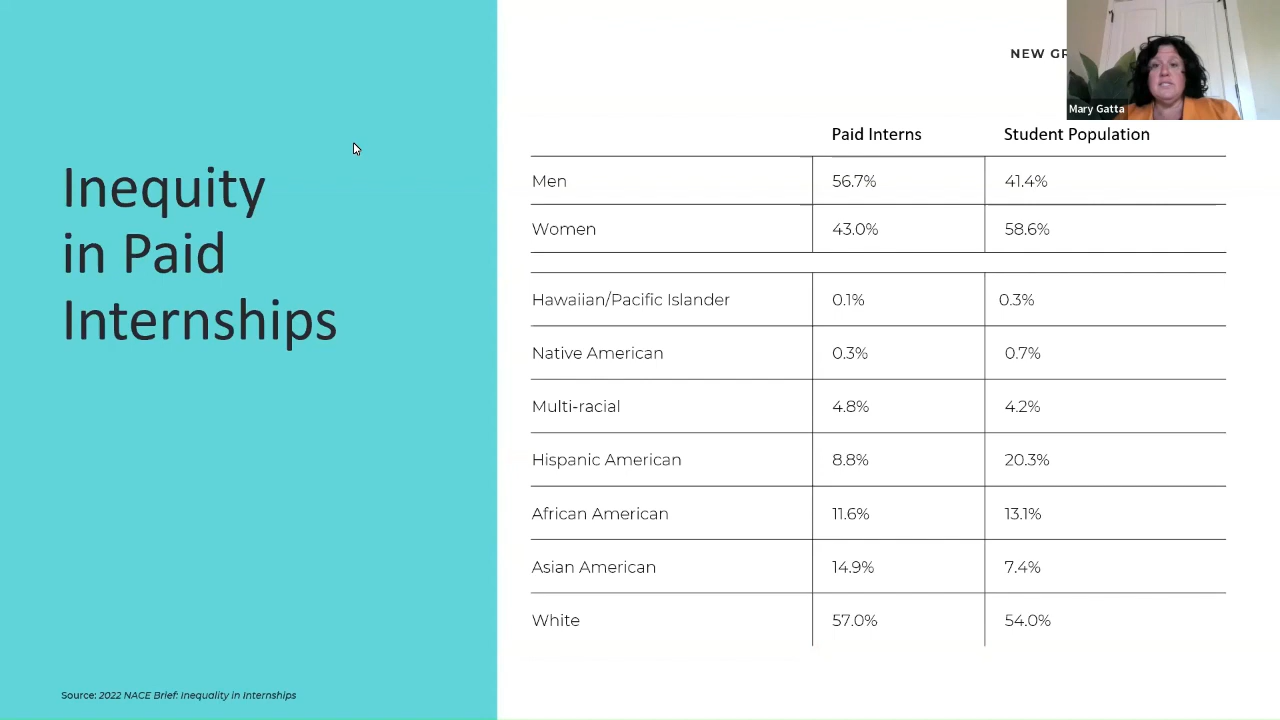 NEW
Mary Gatta
Paid Interns Student Population
Inequity
in Paid
Internships
Men 56.7% 41.4%
Women 43.0% 58.6%
Hawaiian/Pacific Islander 0.1% 0.3%
Native American 0.3% 0.7%
Multi-racial 4.8% 4.2%
Hispanic American 8.8% 20.3%
African American 11.6% 13.1%
Asian American 14.9% 7.4%
White 57.0% 54.0%
Source: 2022 NACE Brief: Inequality in Internships